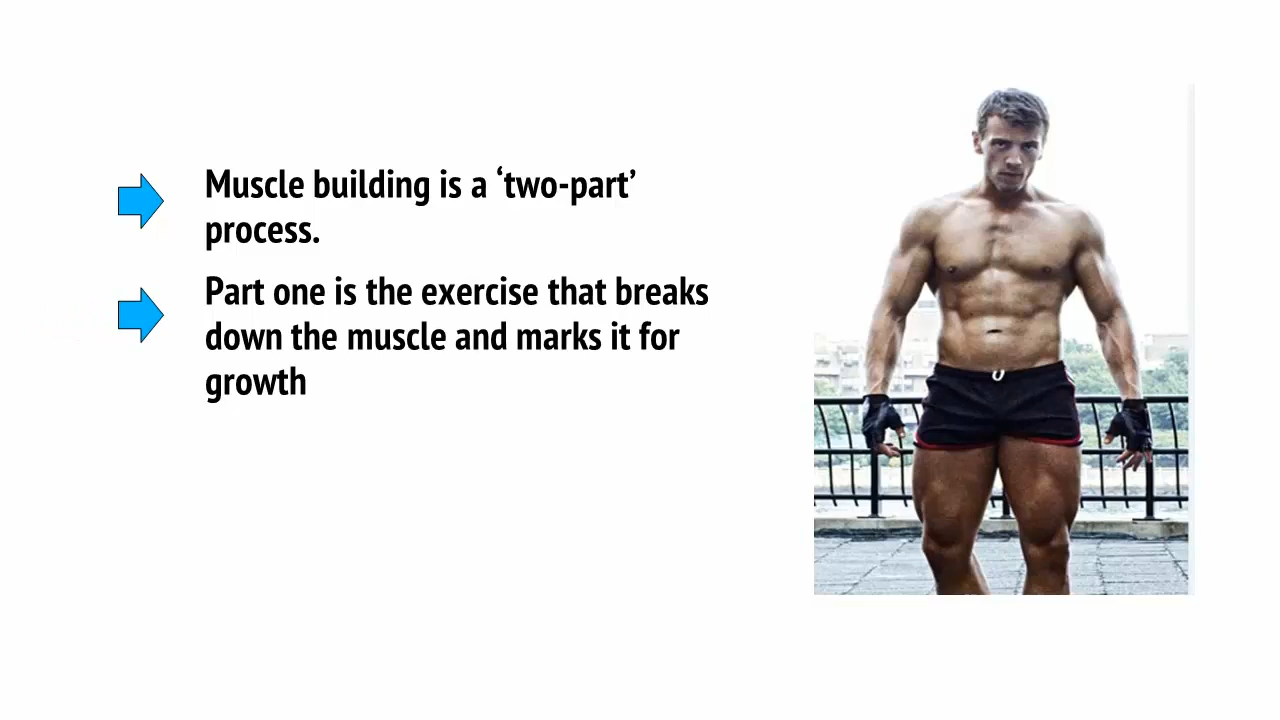 Muscle building is a ‘two-part’
process.
Part one is the exercise that breaks
down the muscle and marks it for
growth